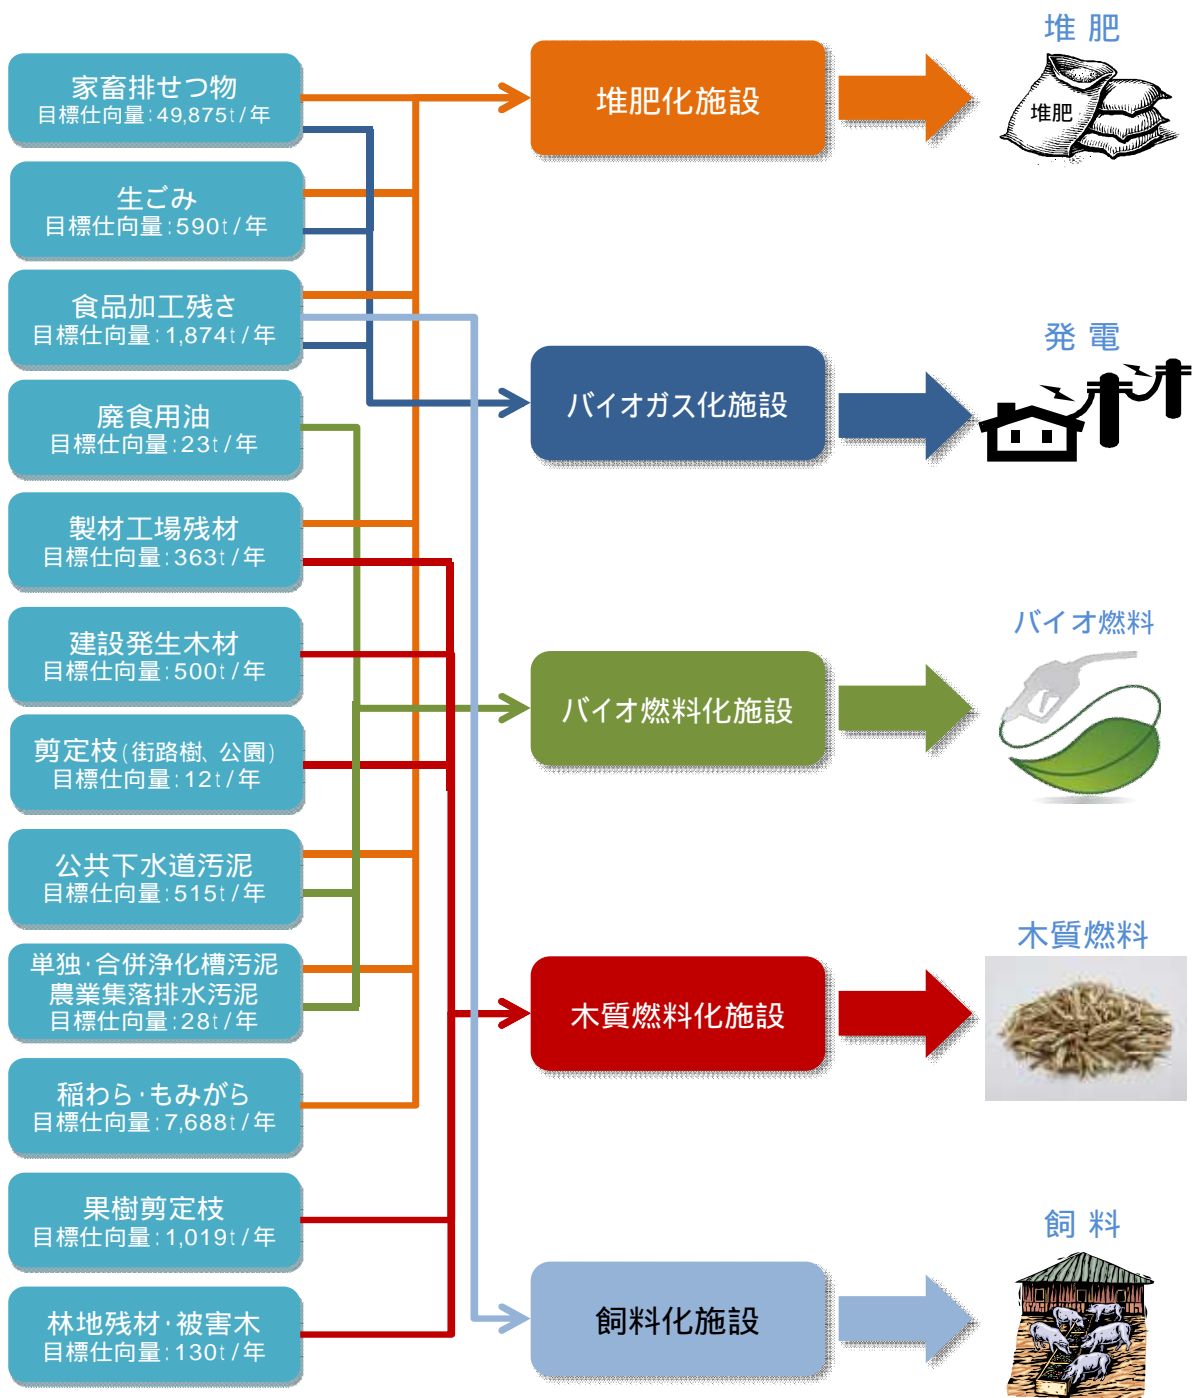 家畜排せつ物
目標仕向量:49,875t/年
生ごみ
目標仕向量:590t/年
食品加工残さ
目標仕向量:1,874t/年
廃食用油
目標仕向量:23t/年
製材工場残材
目標仕向量:363t/年
建設発生木材
目標仕向量:500t/年
剪定枝(街路樹、公園)
目標仕向量:12t/年
公共下水道汚泥
目標仕向量:515t/年
単独・合併浄化槽汚泥
農業集落排水汚泥
目標仕向量:28t/年
稲わら・もみがら
目標仕向量:7,688t/年
果樹剪定枝
目標仕向量:1,019t/年
林地残材・被害木
目標仕向量:130t/年
堆肥化施設
バイオガス化施設
バイオ燃料化施設
木質燃料化施設
飼料化施設
堆肥
堆肥
発電
バイオ燃料
木質燃料
飼料